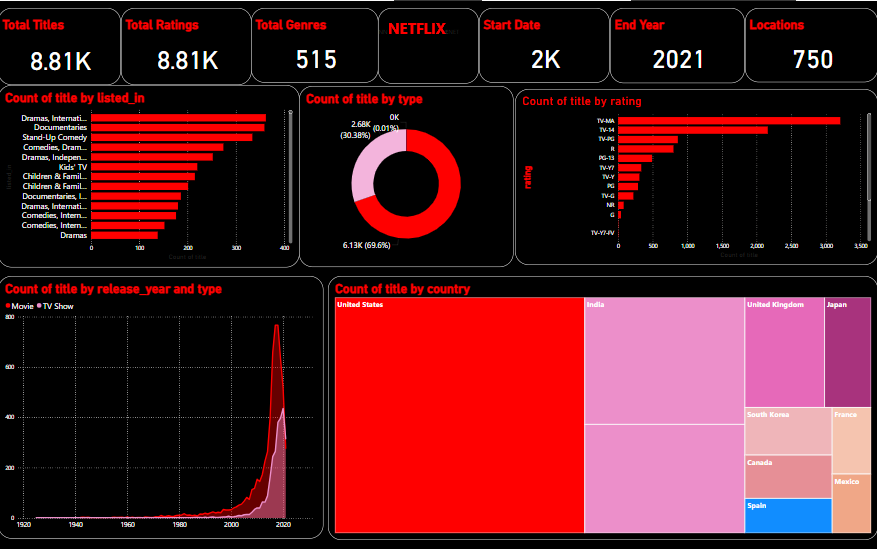 Total Titles
8.81K
Total Ratings
8.81K
Total Genres
515
NETFLIX
Start Date
2K
End Year
2021
Locations
750
Count of title by listed_in
Dramas, Internati...
Documentaries
Stand-Up Comedy
Comedies, Dram...
Dramas, Indepen...
Kids' TV
Children & Famil...
Children & Famil...
Documentaries, I...
Dramas, Internati...
Comedies, Intern...
Comedies, Intern...
Dramas
0 100 200 300 400
Count of title
Count of title by type
0K
(0.01%)
2.68K
(30.38%)
6.13K (69.6%)
Count of title by rating
rating
TV-MA
TV-14
TV-PG
R
PG-13
TV-Y7
TV-Y
PG
TV-G
NR
G
TV-Y7-FV
0 500 1,000 1,500 2,000 2,500 3,000 3,500
Count of title
Count of title by release_year and type
Movie TV Show
800
600
400
200
0
1920 1940 1960 1980 2000 2020
Count of title by country
United States
India
United Kingdom
Japan
South Korea
France
Canada
Mexico
Spain